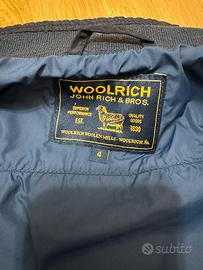 WOOLRICH
JOHN RICH & BROS.
SUPERIOR PERFORMANCE
QUALITY GOODS
EST. 1830
WOOLRICH WOOLEN MILLS - WOOLRICH, PA.
4
subito